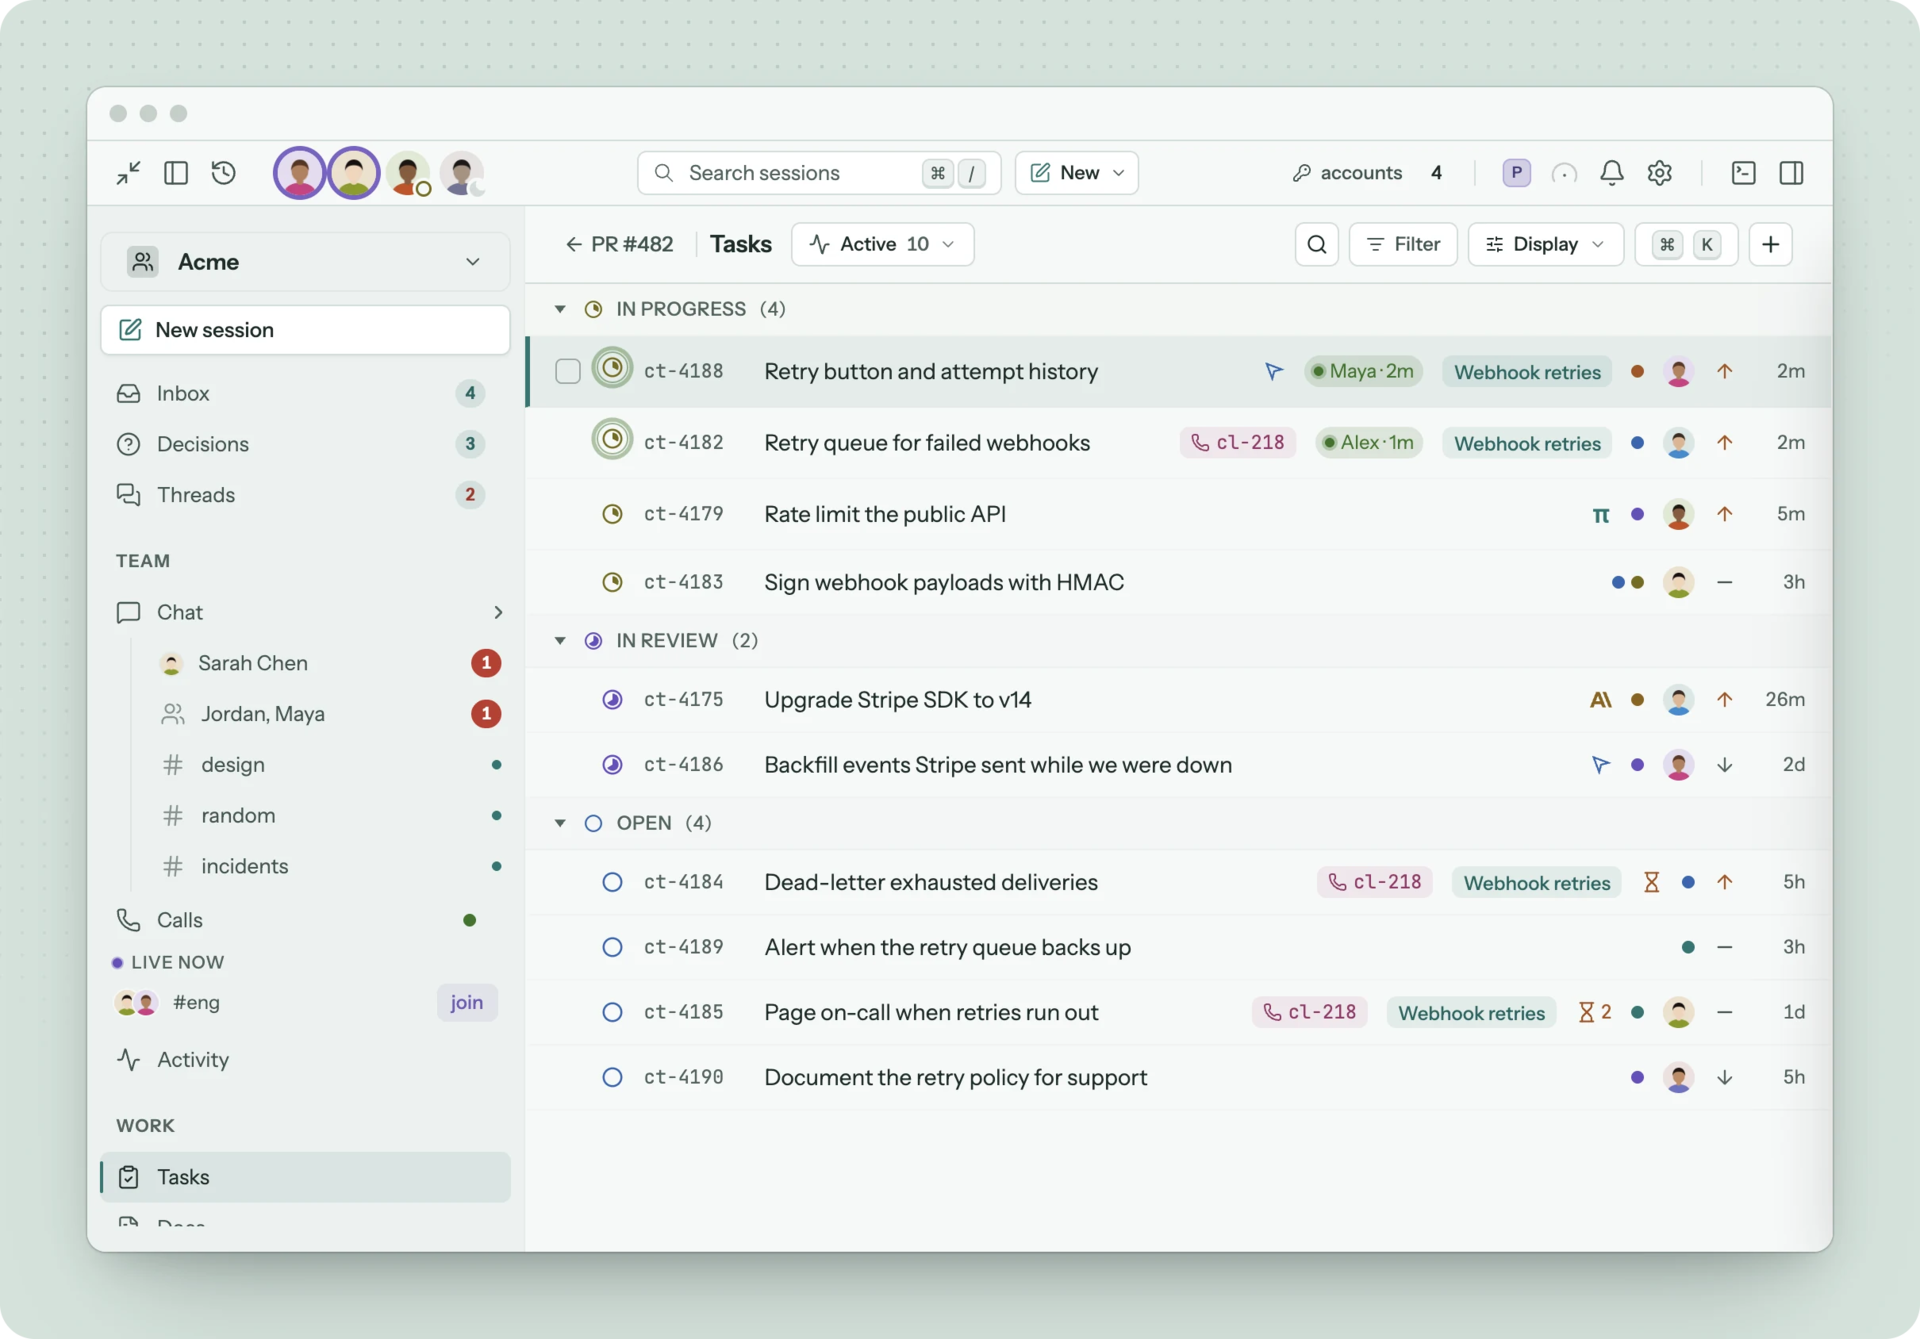 Search sessions ⌘ /
New
accounts 4
P
Acme
New session
Inbox 4
Decisions 3
Threads 2
TEAM
Chat
Sarah Chen 1
Jordan, Maya 1
# design
# random
# incidents
Calls
LIVE NOW
#eng join
Activity
WORK
Tasks
Docs
← PR #482 Tasks Active 10
Filter Display ⌘ K +
IN PROGRESS (4)
ct-4188 Retry button and attempt history Maya·2m Webhook retries ↑ 2m
ct-4182 Retry queue for failed webhooks cl-218 Alex·1m Webhook retries ↑ 2m
ct-4179 Rate limit the public API π ↑ 5m
ct-4183 Sign webhook payloads with HMAC — 3h
IN REVIEW (2)
ct-4175 Upgrade Stripe SDK to v14 A\ ↑ 26m
ct-4186 Backfill events Stripe sent while we were down ↓ 2d
OPEN (4)
ct-4184 Dead-letter exhausted deliveries cl-218 Webhook retries ↑ 5h
ct-4189 Alert when the retry queue backs up — 3h
ct-4185 Page on-call when retries run out cl-218 Webhook retries 2 — 1d
ct-4190 Document the retry policy for support ↓ 5h